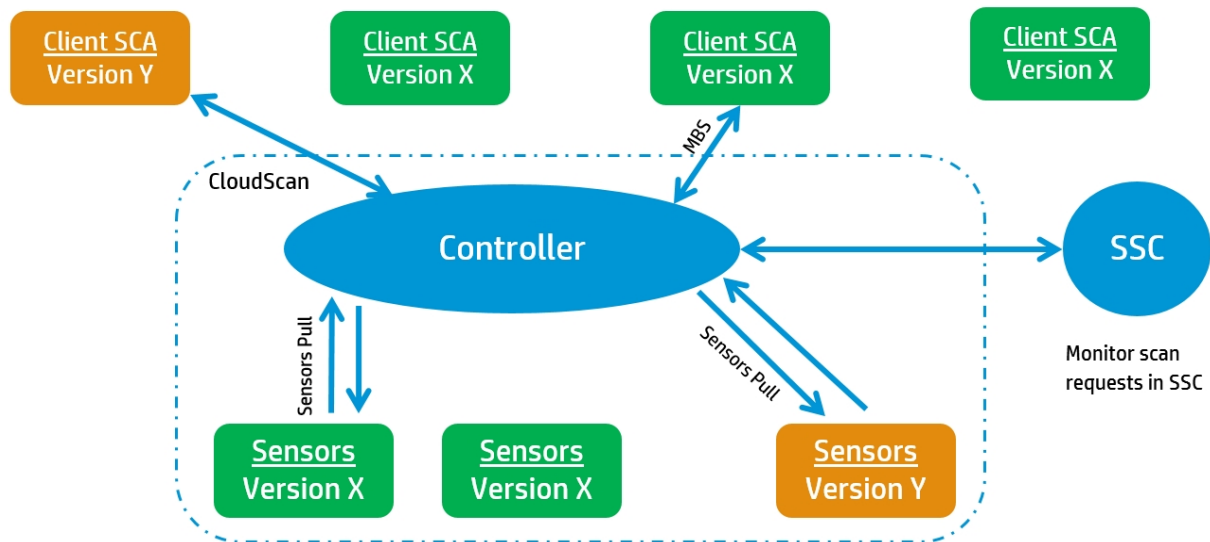 Client SCA
Version Y
Client SCA
Version X
Client SCA
Version X
Client SCA
Version X
MBS
CloudScan
Controller
SSC
Sensors Pull
Sensors Pull
Monitor scan
requests in SSC
Sensors
Version X
Sensors
Version X
Sensors
Version Y